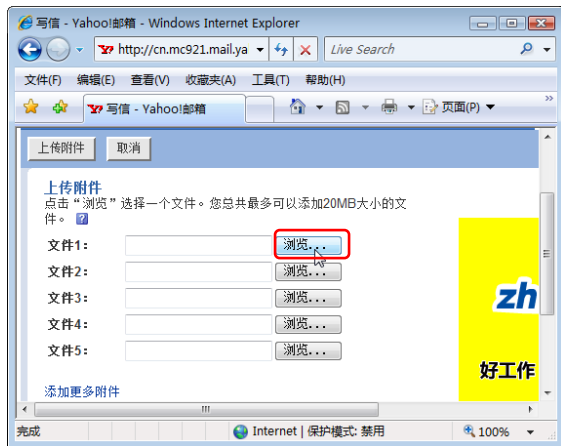 写信 - Yahoo!邮箱 - Windows Internet Explorer
http://cn.mc921.mail.ya
Live Search
文件(F) 编辑(E) 查看(V) 收藏夹(A) 工具(T) 帮助(H)
写信 - Yahoo!邮箱
页面(P)
»
上传附件 取消
上传附件
点击“浏览”选择一个文件。您总共最多可以添加20MB大小的文
件。 ?
文件1: 浏览...
文件2: 浏览...
文件3: 浏览...
文件4: 浏览...
文件5: 浏览...
zh
好工作
添加更多附件
完成 Internet | 保护模式: 禁用 100%